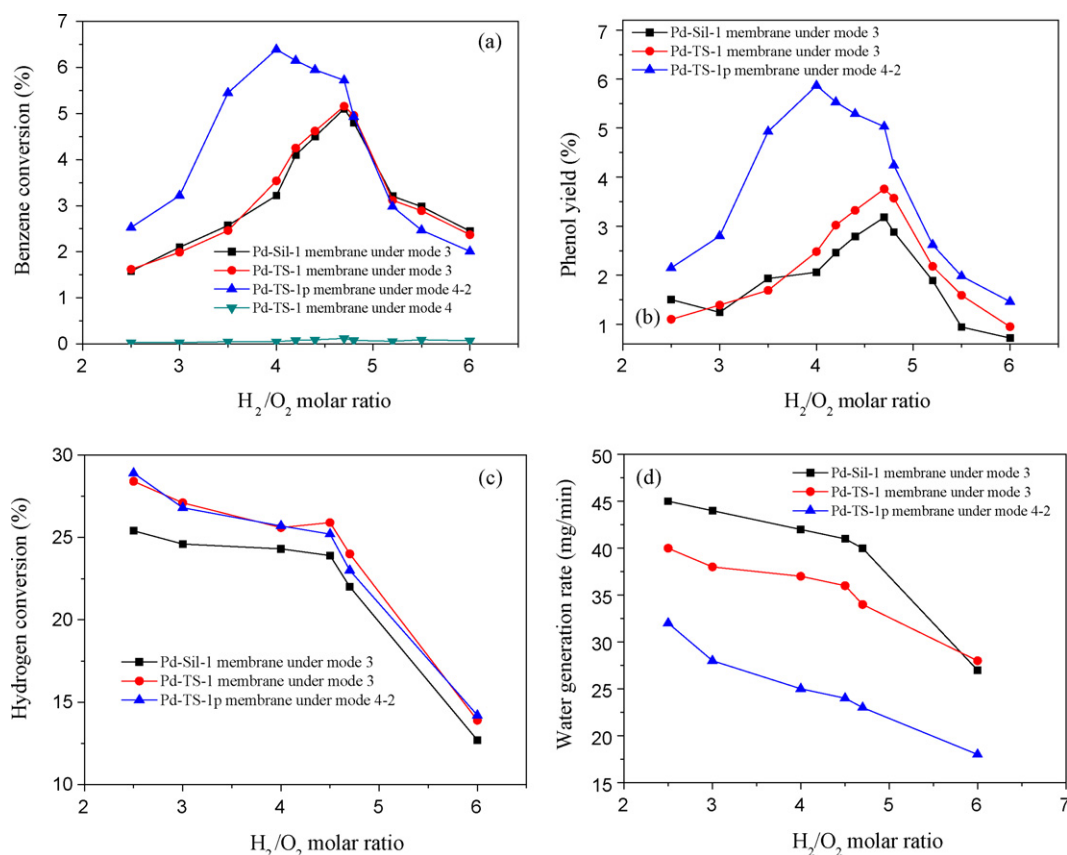 (a)
Benzene conversion (%)
7
6
5
4
3
2
1
0
Pd-Sil-1 membrane under mode 3
Pd-TS-1 membrane under mode 3
Pd-TS-1p membrane under mode 4-2
Pd-TS-1 membrane under mode 4
2 3 4 5 6
H₂/O₂ molar ratio
Pd-Sil-1 membrane under mode 3
Pd-TS-1 membrane under mode 3
Pd-TS-1p membrane under mode 4-2
Phenol yield (%)
7
6
5
4
3
2
1
(b)
2 3 4 5 6
H₂/O₂ molar ratio
(c)
Hydrogen conversion (%)
30
25
20
15
10
Pd-Sil-1 membrane under mode 3
Pd-TS-1 membrane under mode 3
Pd-TS-1p membrane under mode 4-2
2 3 4 5 6
H₂/O₂ molar ratio
(d)
Pd-Sil-1 membrane under mode 3
Pd-TS-1 membrane under mode 3
Pd-TS-1p membrane under mode 4-2
Water generation rate (mg/min)
50
45
40
35
30
25
20
15
2 3 4 5 6 7
H₂/O₂ molar ratio